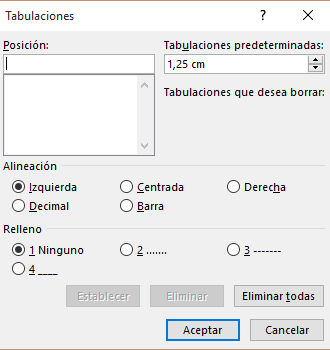 Tabulaciones ? ×
Posición: Tabulaciones predeterminadas:
1,25 cm
Tabulaciones que desea borrar:
Alineación
Izquierda Centrada Derecha
Decimal Barra
Relleno
1 Ninguno 2 ....... 3 -------
4 ____
Establecer Eliminar Eliminar todas
Aceptar Cancelar